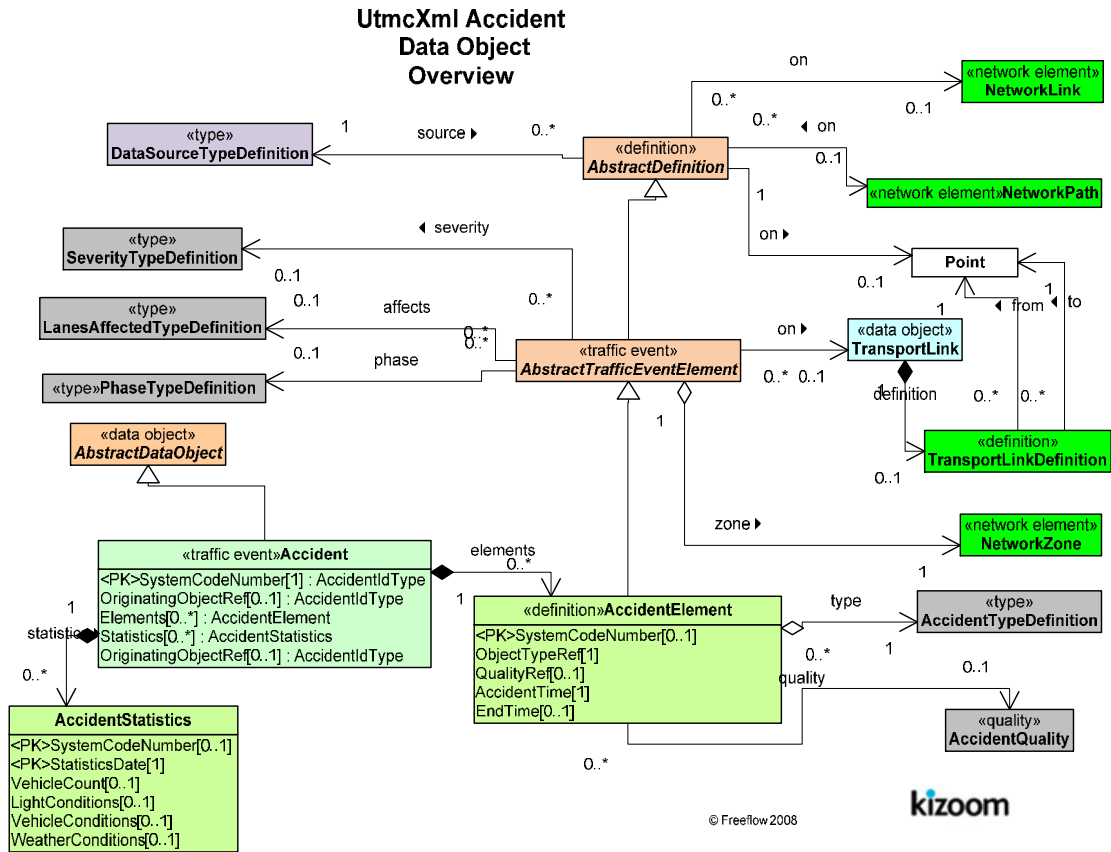 UtmcXml Accident
Data Object
Overview
on
«network element»
NetworkLink
0..*
0..1
«type»
DataSourceTypeDefinition
1
source
0..*
0..*
on
«definition»
AbstractDefinition
0..1
«network element»NetworkPath
1
severity
«type»
SeverityTypeDefinition
on
Point
0..1
0..1
0..*
0..1
1
«type»
LanesAffectedTypeDefinition
affects
1
from
to
«data object»
TransportLink
0..*
0..*
0..1
phase
on
«traffic event»
AbstractTrafficEventElement
0..*
0..1
«type»PhaseTypeDefinition
1
definition
0..*
0..*
1
«data object»
AbstractDataObject
«definition»
TransportLinkDefinition
0..1
zone
«network element»
NetworkZone
«traffic event»Accident
<PK>SystemCodeNumber[1] : AccidentIdType
OriginatingObjectRef[0..1] : AccidentIdType
Elements[0..*] : AccidentElement
Statistics[0..*] : AccidentStatistics
OriginatingObjectRef[0..1] : AccidentIdType
elements
0..*
1
1
1
statistics
0..*
«definition»AccidentElement
<PK>SystemCodeNumber[0..1]
ObjectTypeRef[1]
QualityRef[0..1]
AccidentTime[1]
EndTime[0..1]
type
«type»
AccidentTypeDefinition
0..*
1
quality
0..1
«quality»
AccidentQuality
0..*
AccidentStatistics
<PK>SystemCodeNumber[0..1]
<PK>StatisticsDate[1]
VehicleCount[0..1]
LightConditions[0..1]
VehicleConditions[0..1]
WeatherConditions[0..1]
kizoom
© Freeflow 2008